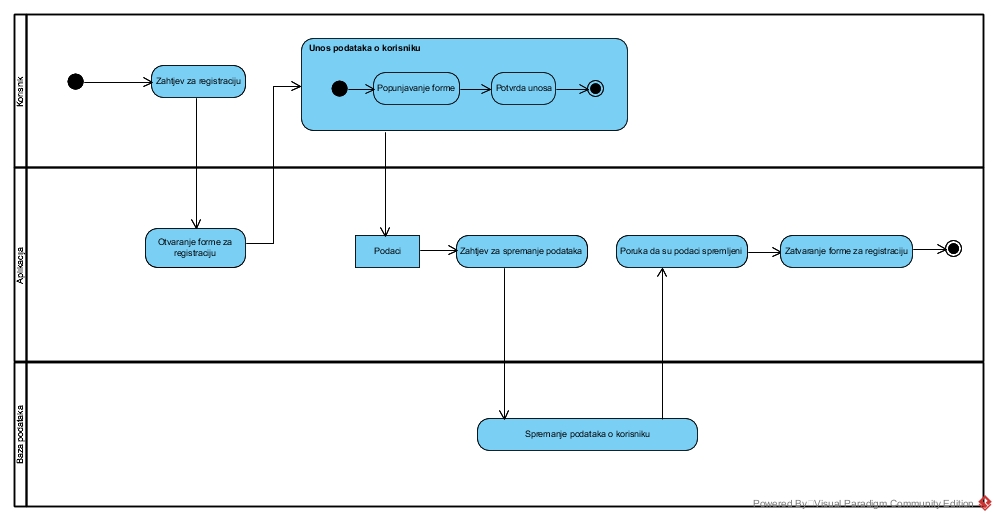 Korisnik
Zahtjev za registraciju
Unos podataka o korisniku
Popunjavanje forme
Potvrda unosa
Aplikacija
Otvaranje forme za
registraciju
Podaci
Zahtjev za spremanje podataka
Poruka da su podaci spremljeni
Zatvaranje forme za registraciju
Baza podataka
Spremanje podataka o korisniku
Powered By Visual Paradigm Community Edition